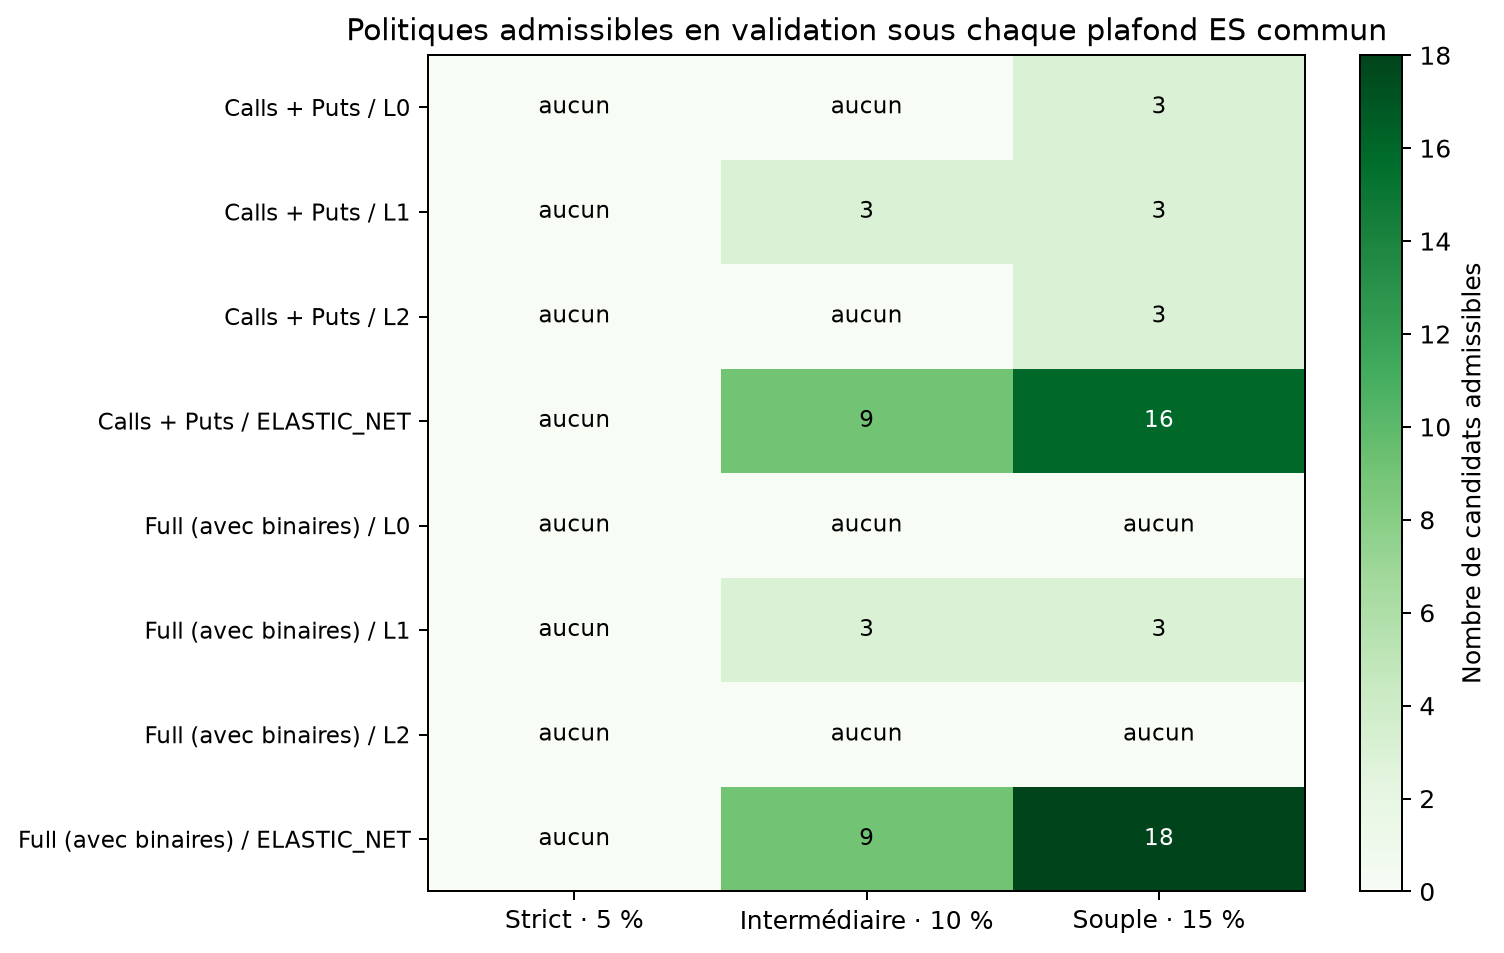 Politiques admissibles en validation sous chaque plafond ES commun
Calls + Puts / L0 aucun aucun 3
Calls + Puts / L1 aucun 3 3
Calls + Puts / L2 aucun aucun 3
Calls + Puts / ELASTIC_NET aucun 9 16
Full (avec binaires) / L0 aucun aucun aucun
Full (avec binaires) / L1 aucun 3 3
Full (avec binaires) / L2 aucun aucun aucun
Full (avec binaires) / ELASTIC_NET aucun 9 18
Strict · 5 % Intermédiaire · 10 % Souple · 15 %
18
16
14
12
10
8
6
4
2
0
Nombre de candidats admissibles